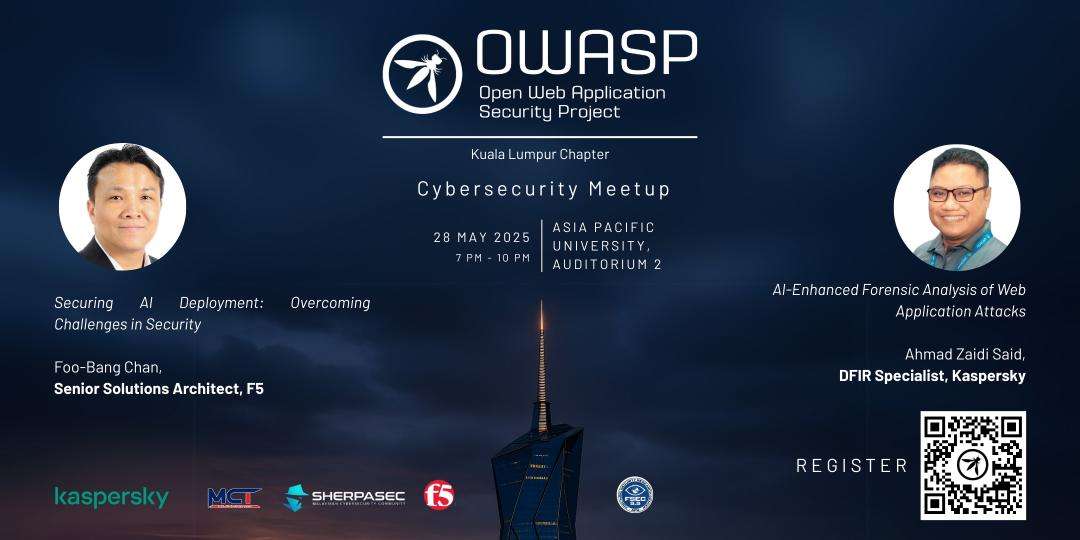 OWASP
Open Web Application
Security Project
Kuala Lumpur Chapter
Cybersecurity Meetup
28 MAY 2025
7 PM - 10 PM
ASIA PACIFIC
UNIVERSITY,
AUDITORIUM 2
Securing AI Deployment: Overcoming
Challenges in Security
Foo-Bang Chan,
Senior Solutions Architect, F5
AI-Enhanced Forensic Analysis of Web
Application Attacks
Ahmad Zaidi Said,
DFIR Specialist, Kaspersky
REGISTER
kaspersky
MCT
SHERPASEC
MALAYSIAN CYBERSECURITY COMMUNITY
f5
FSEC